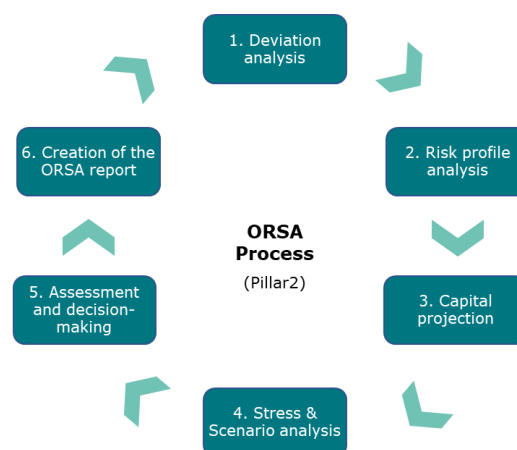 1. Deviation
analysis
2. Risk profile
analysis
3. Capital
projection
4. Stress &
Scenario analysis
5. Assessment
and decision-
making
6. Creation of the
ORSA report
ORSA
Process
(Pillar2)